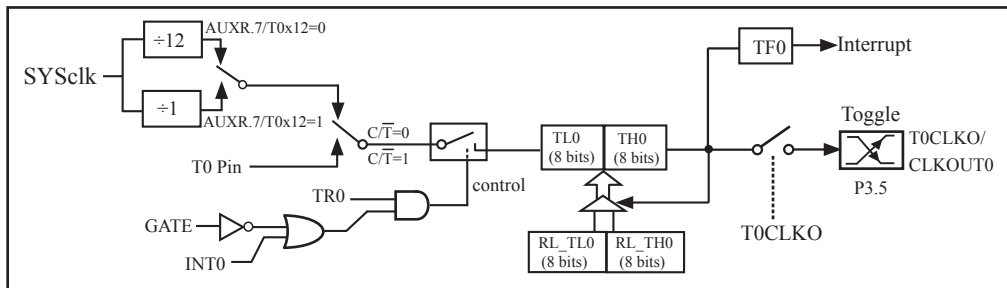 AUXR.7/T0x12=0
÷12
SYSclk
÷1
AUXR.7/T0x12=1
T0 Pin
C/T̅=0
C/T̅=1
control
TR0
GATE
INT0
TL0
(8 bits)
TH0
(8 bits)
RL_TL0
(8 bits)
RL_TH0
(8 bits)
TF0
Interrupt
Toggle
T0CLKO/
CLKOUT0
P3.5
T0CLKO